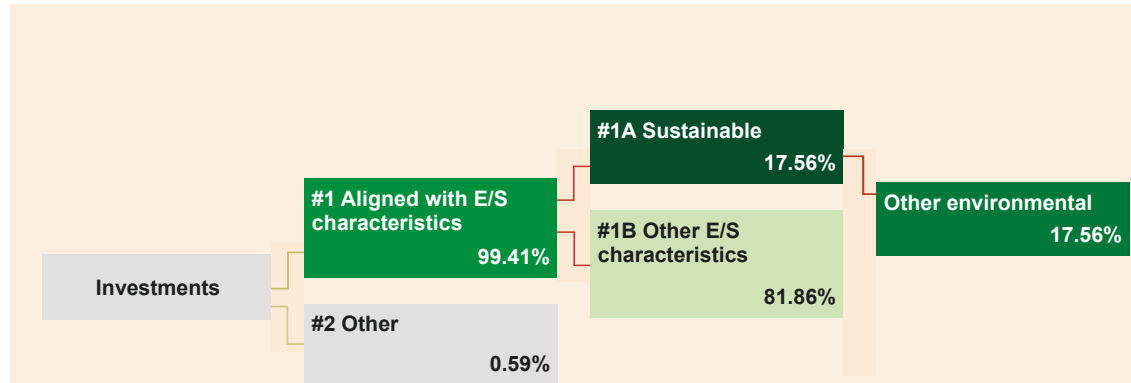 Investments
#1 Aligned with E/S
characteristics
99.41%
#2 Other
0.59%
#1A Sustainable
17.56%
#1B Other E/S
characteristics
81.86%
Other environmental
17.56%